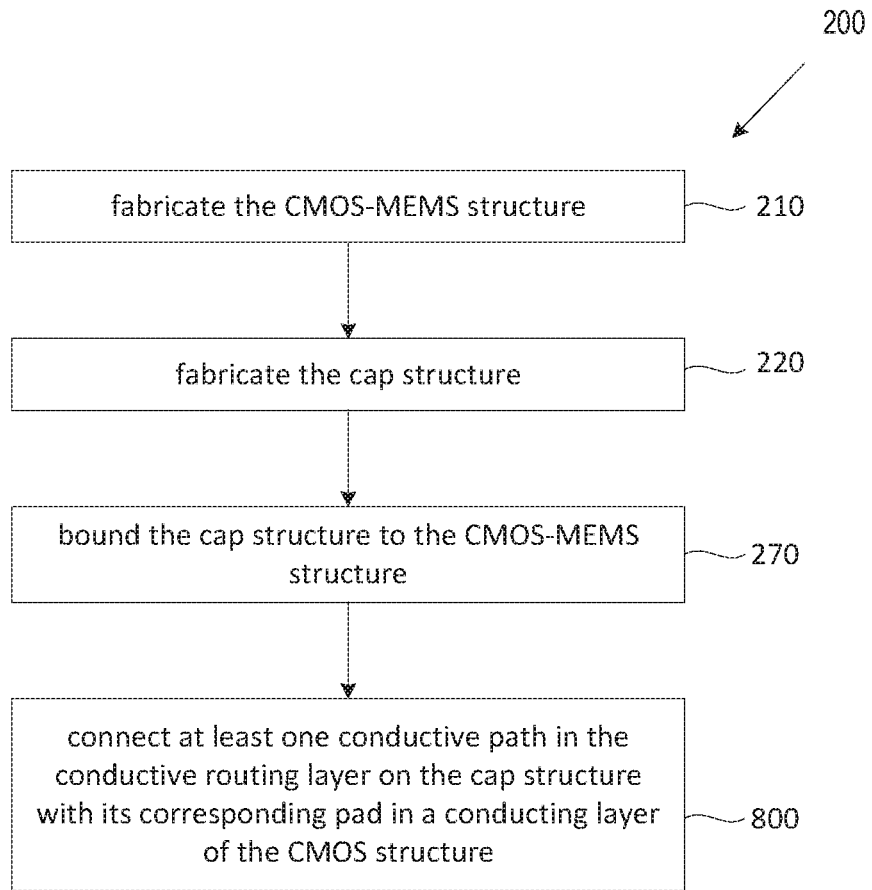 200
fabricate the CMOS-MEMS structure
210
fabricate the cap structure
220
bound the cap structure to the CMOS-MEMS
structure
270
connect at least one conductive path in the
conductive routing layer on the cap structure
with its corresponding pad in a conducting layer
of the CMOS structure
800